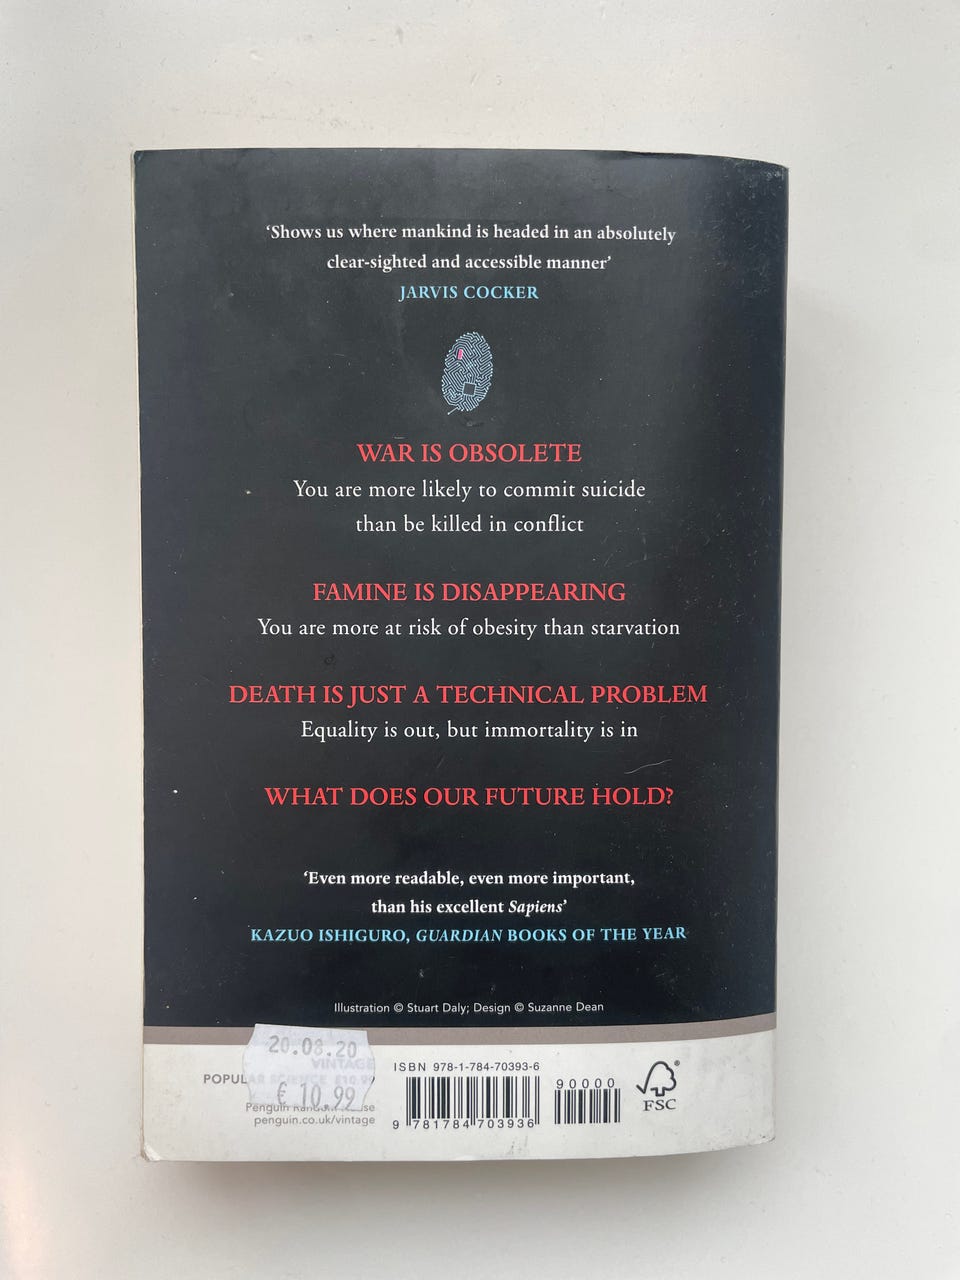 ‘Shows us where mankind is headed in an absolutely
clear-sighted and accessible manner’
JARVIS COCKER
WAR IS OBSOLETE
You are more likely to commit suicide
than be killed in conflict
FAMINE IS DISAPPEARING
You are more at risk of obesity than starvation
DEATH IS JUST A TECHNICAL PROBLEM
Equality is out, but immortality is in
WHAT DOES OUR FUTURE HOLD?
‘Even more readable, even more important,
than his excellent Sapiens’
KAZUO ISHIGURO, GUARDIAN BOOKS OF THE YEAR
Illustration © Stuart Daly; Design © Suzanne Dean
20.08.20
VINTAGE
€ 10,99
Penguin
penguin.co.uk/vintage
ISBN 978-1-784-70393-6
90000
9 781784 703936
FSC®